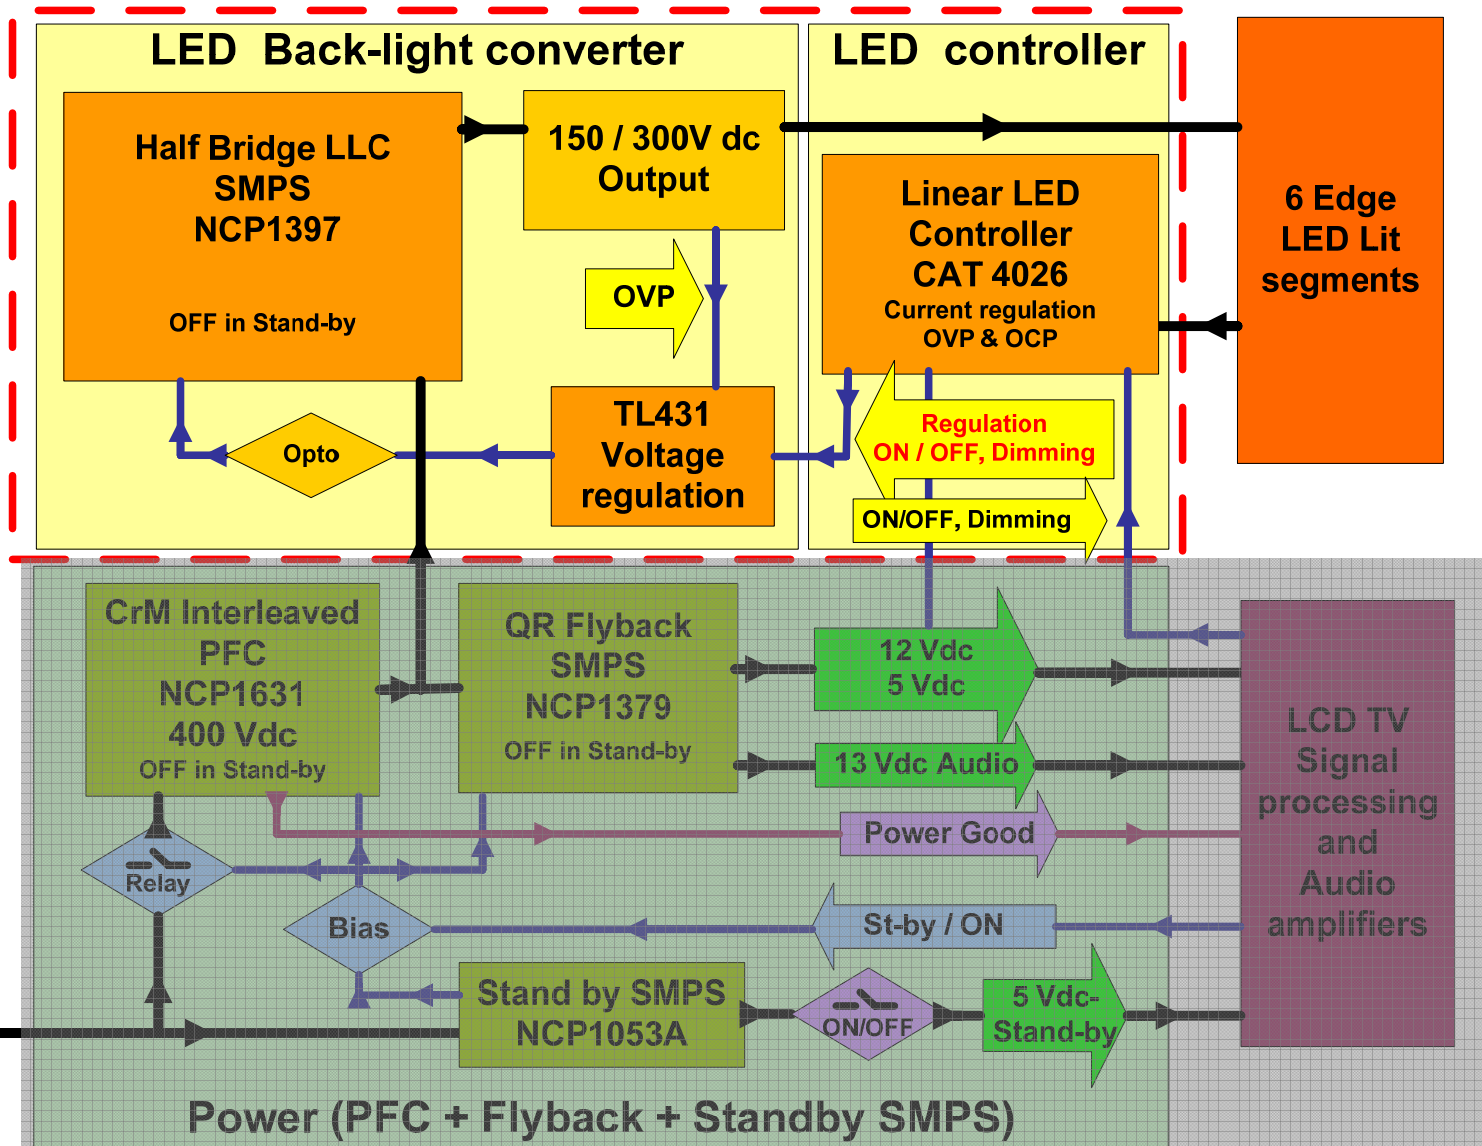 LED Back-light converter
LED controller
Half Bridge LLC
SMPS
NCP1397
OFF in Stand-by
150 / 300V dc
Output
OVP
Linear LED
Controller
CAT 4026
Current regulation
OVP & OCP
6 Edge
LED Lit
segments
Opto
TL431
Voltage
regulation
Regulation
ON / OFF, Dimming
ON/OFF, Dimming
CrM Interleaved
PFC
NCP1631
400 Vdc
OFF in Stand-by
QR Flyback
SMPS
NCP1379
OFF in Stand-by
12 Vdc
5 Vdc
13 Vdc Audio
LCD TV
Signal
processing
and
Audio
amplifiers
Power Good
Relay
Bias
St-by / ON
Stand by SMPS
NCP1053A
ON/OFF
5 Vdc-
Stand-by
Power (PFC + Flyback + Standby SMPS)